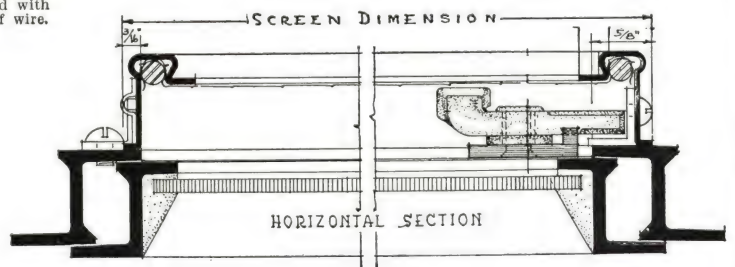 d with
f wire.
SCREEN DIMENSION
3/16"
5/8"
HORIZONTAL SECTION